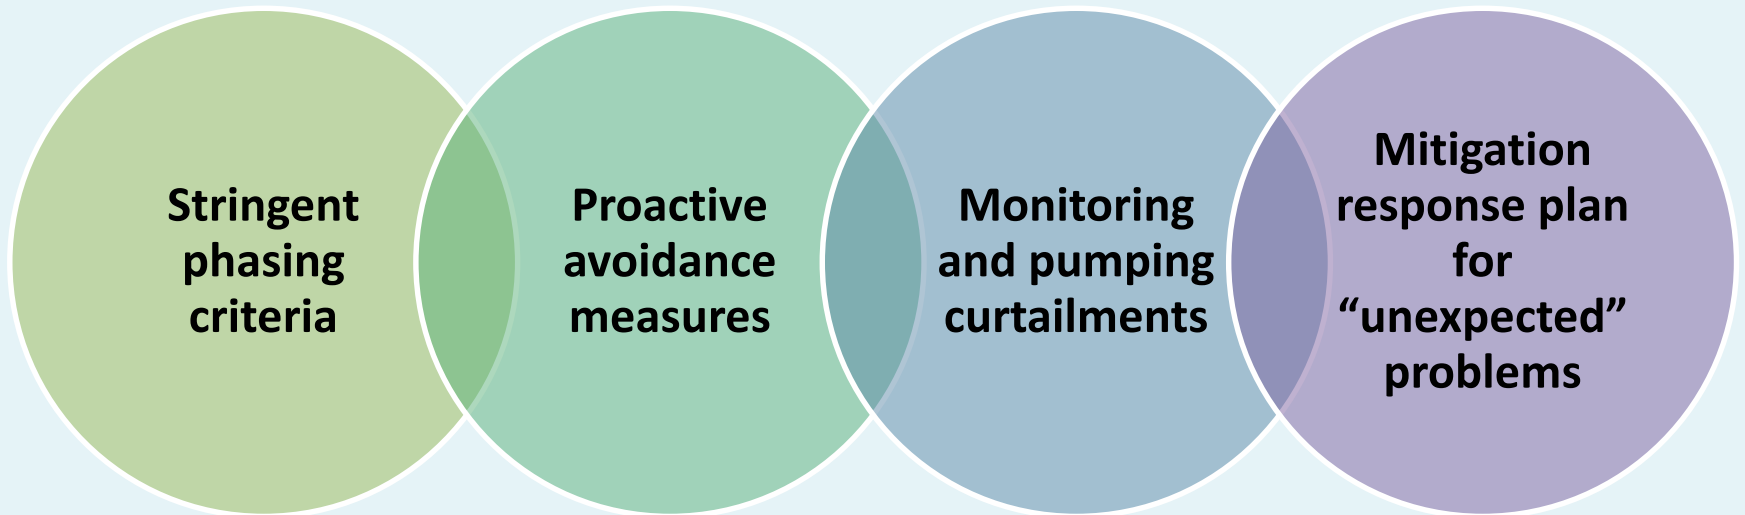 Stringent
phasing
criteria
Proactive
avoidance
measures
Monitoring
and pumping
curtailments
Mitigation
response plan
for
“unexpected”
problems